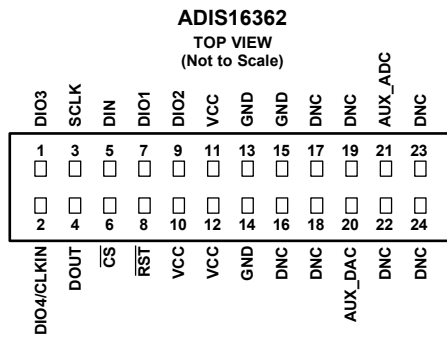 ADIS16362
TOP VIEW
(Not to Scale)
DIO3 SCLK DIN DIO1 DIO2 VCC GND GND DNC DNC AUX_ADC DNC
1 3 5 7 9 11 13 15 17 19 21 23
2 4 6 8 10 12 14 16 18 20 22 24
DIO4/CLKIN DOUT CS RST VCC VCC GND DNC DNC AUX_DAC DNC DNC